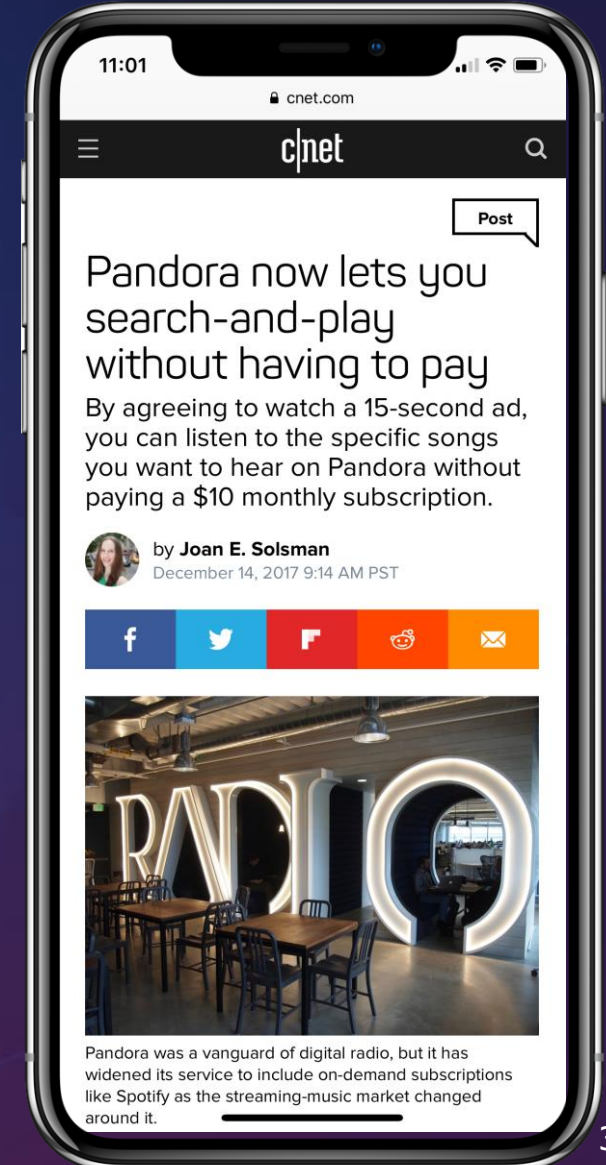 11:01
cnet.com
c|net
Post
Pandora now lets you
search-and-play
without having to pay
By agreeing to watch a 15-second ad,
you can listen to the specific songs
you want to hear on Pandora without
paying a $10 monthly subscription.
by Joan E. Solsman
December 14, 2017 9:14 AM PST
f
RADIO
Pandora was a vanguard of digital radio, but it has
widened its service to include on-demand subscriptions
like Spotify as the streaming-music market changed
around it.
3